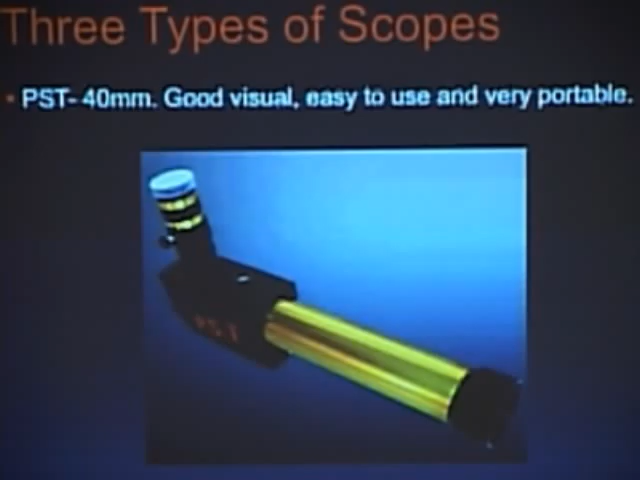 Three Types of Scopes
• PST- 40mm. Good visual, easy to use and very portable.
PST